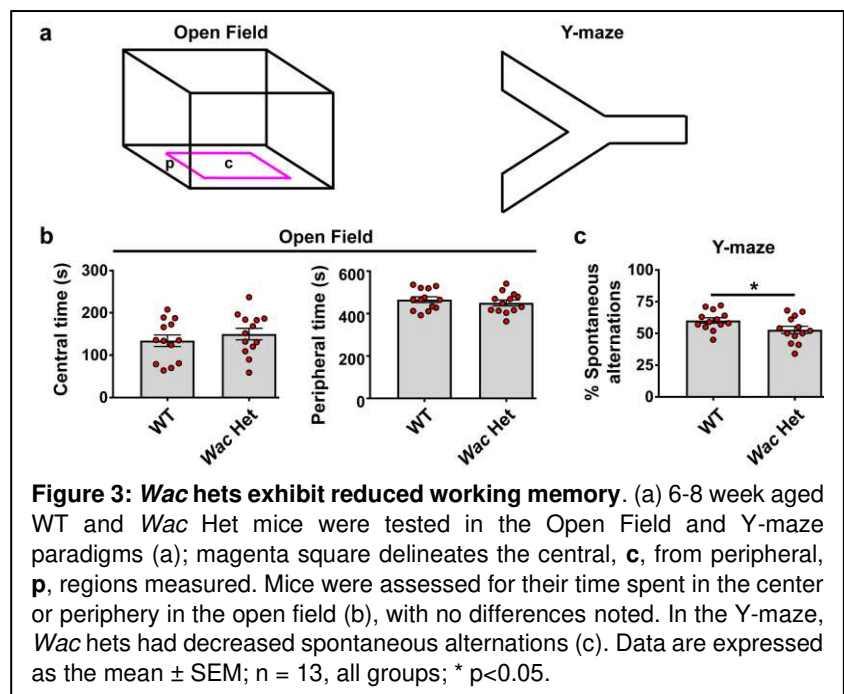 a
Open Field
Y-maze
p
c
b
Open Field
c
Y-maze
Central time (s)
300
200
100
0
WT
Wac Het
Peripheral time (s)
600
400
200
0
WT
Wac Het
% Spontaneous
alternations
100
75
50
25
0
*
WT
Wac Het
Figure 3: Wac hets exhibit reduced working memory. (a) 6-8 week aged
WT and Wac Het mice were tested in the Open Field and Y-maze
paradigms (a); magenta square delineates the central, c, from peripheral,
p, regions measured. Mice were assessed for their time spent in the center
or periphery in the open field (b), with no differences noted. In the Y-maze,
Wac hets had decreased spontaneous alternations (c). Data are expressed
as the mean ± SEM; n = 13, all groups; * p<0.05.